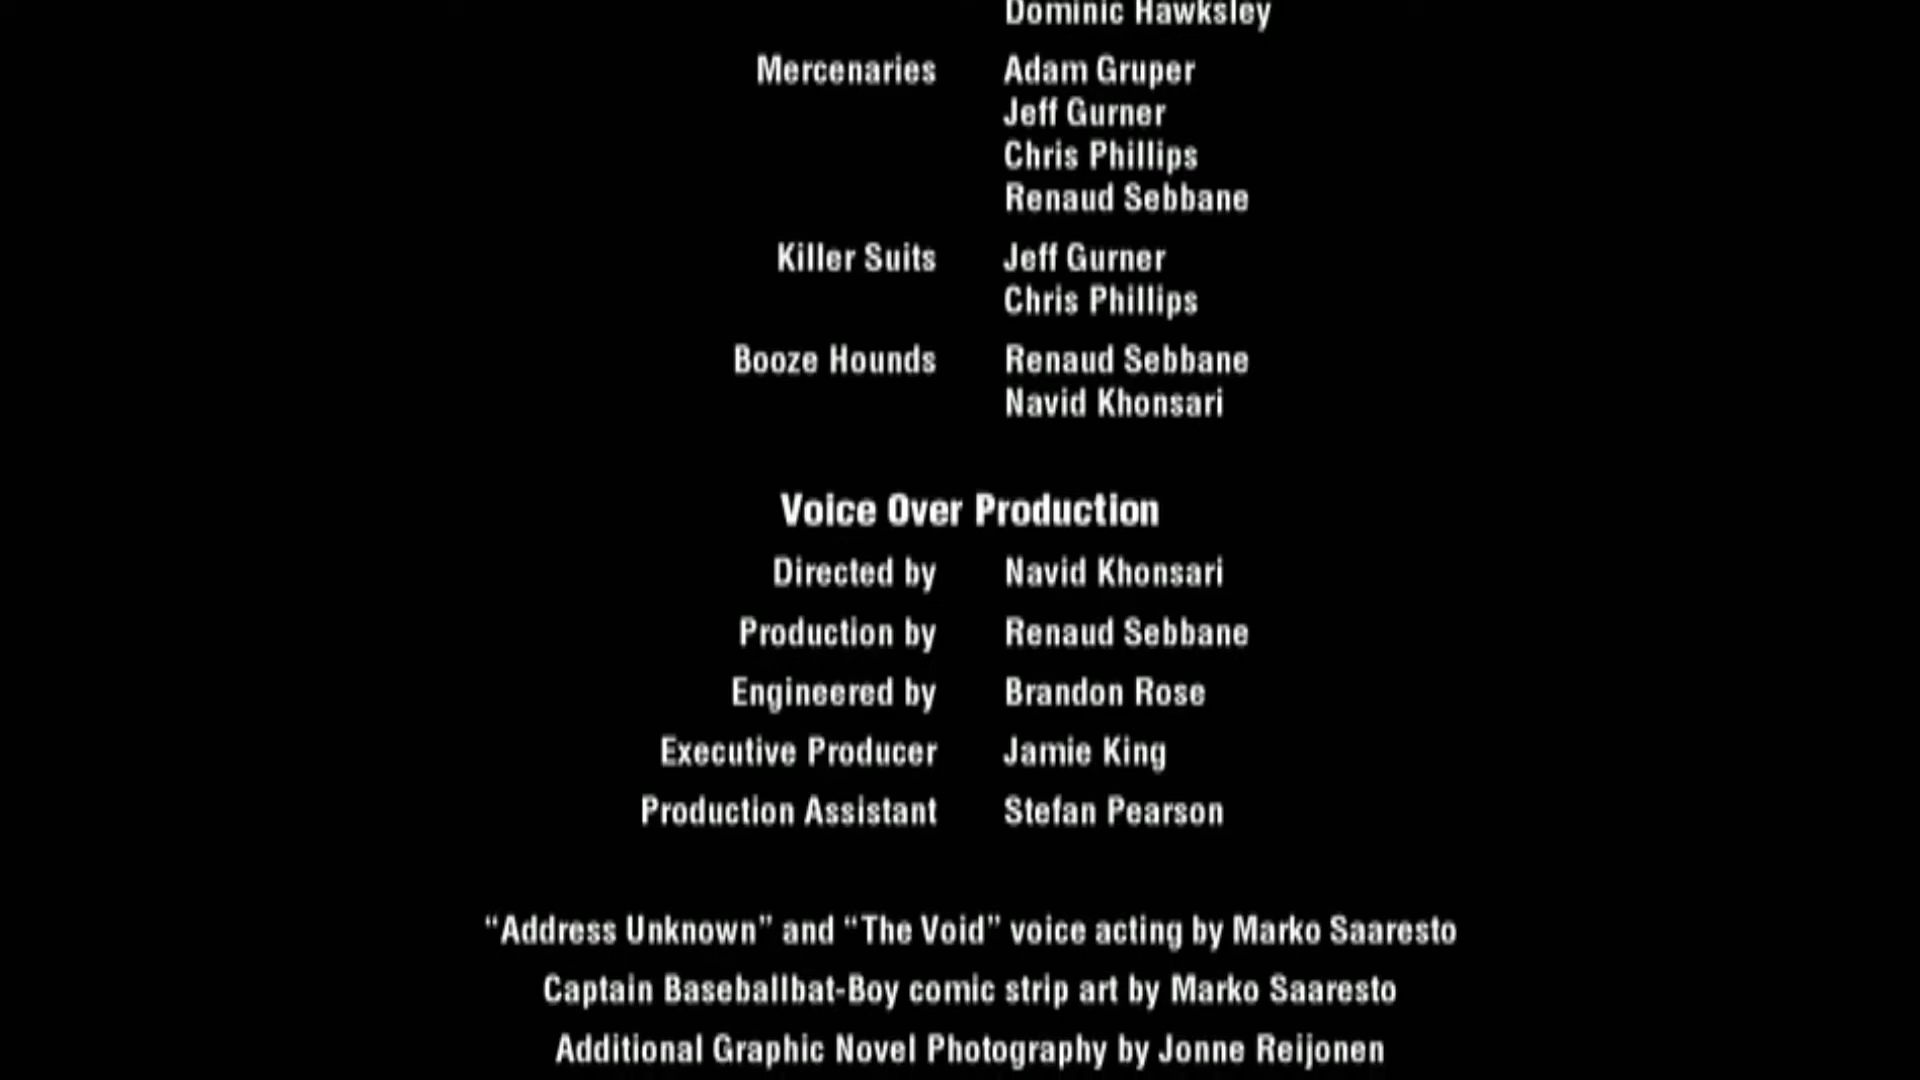 Dominic Hawksley
Mercenaries Adam Gruper
Jeff Gurner
Chris Phillips
Renaud Sebbane
Killer Suits Jeff Gurner
Chris Phillips
Booze Hounds Renaud Sebbane
Navid Khonsari
Voice Over Production
Directed by Navid Khonsari
Production by Renaud Sebbane
Engineered by Brandon Rose
Executive Producer Jamie King
Production Assistant Stefan Pearson
“Address Unknown” and “The Void” voice acting by Marko Saaresto
Captain Baseballbat-Boy comic strip art by Marko Saaresto
Additional Graphic Novel Photography by Jonne Reijonen